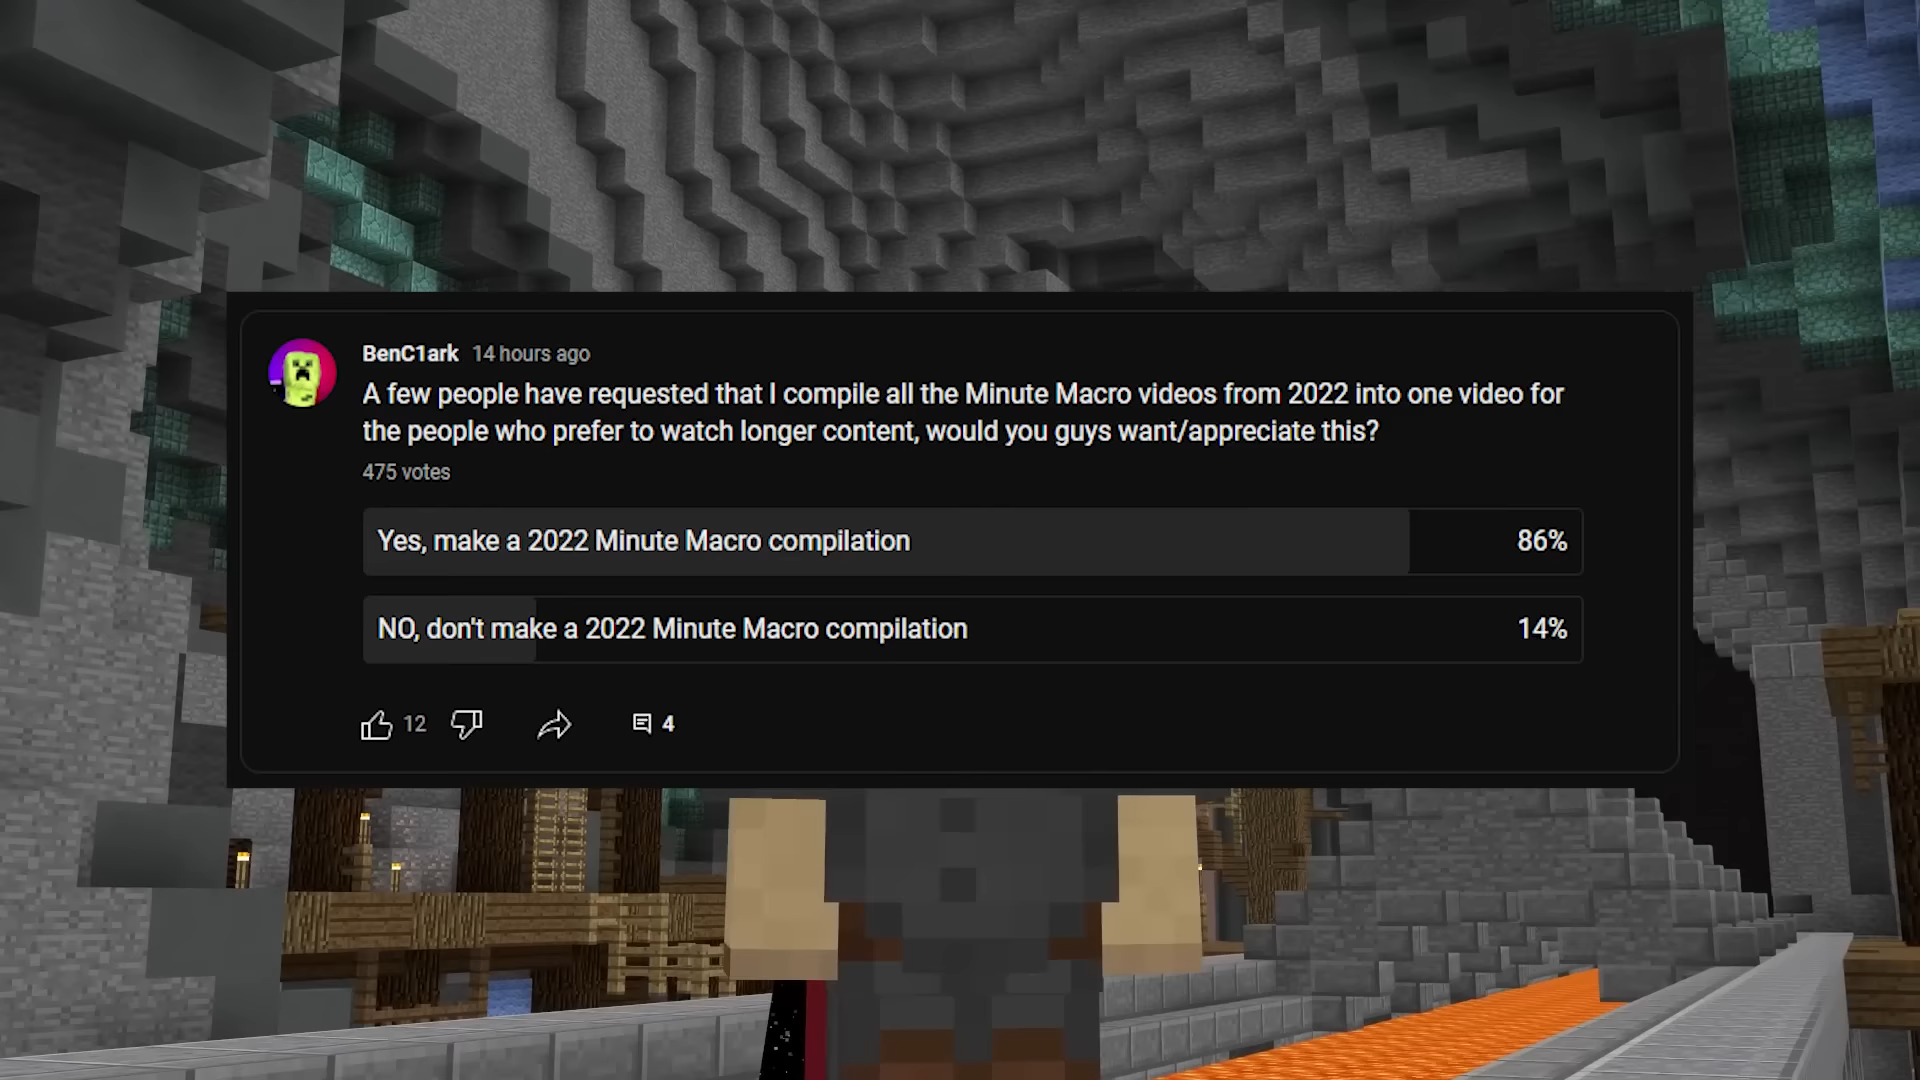 BenC1ark 14 hours ago
A few people have requested that I compile all the Minute Macro videos from 2022 into one video for
the people who prefer to watch longer content, would you guys want/appreciate this?
475 votes
Yes, make a 2022 Minute Macro compilation 86%
NO, don't make a 2022 Minute Macro compilation 14%
12 4